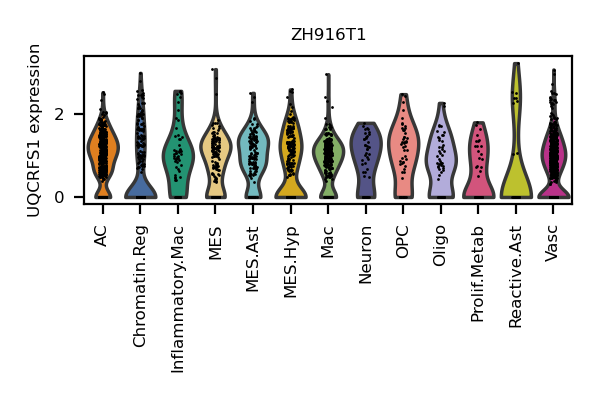 ZH916T1
UQCRFS1 expression
2
0
AC
Chromatin.Reg
Inflammatory.Mac
MES
MES.Ast
MES.Hyp
Mac
Neuron
OPC
Oligo
Prolif.Metab
Reactive.Ast
Vasc